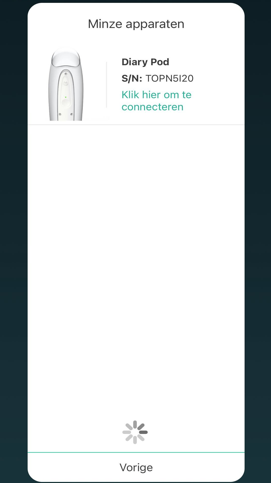 Minze apparaten
Diary Pod
S/N: TOPN5I20
Klik hier om te
connecteren
Vorige